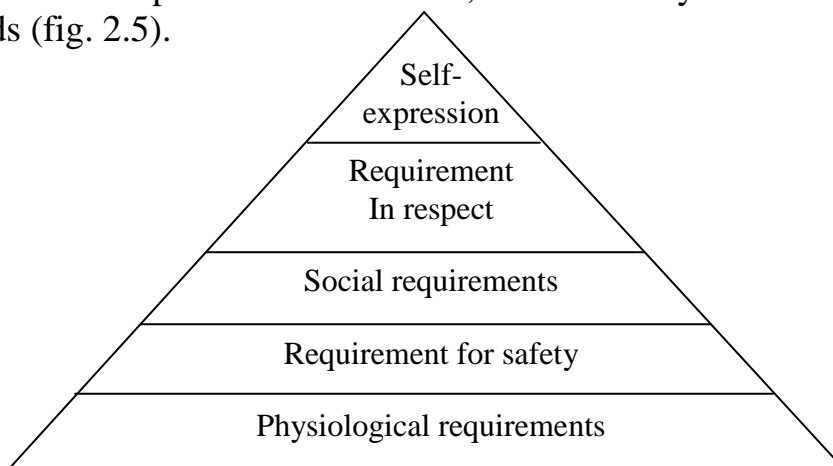 ds (fig. 2.5).
Self-
expression
Requirement
In respect
Social requirements
Requirement for safety
Physiological requirements